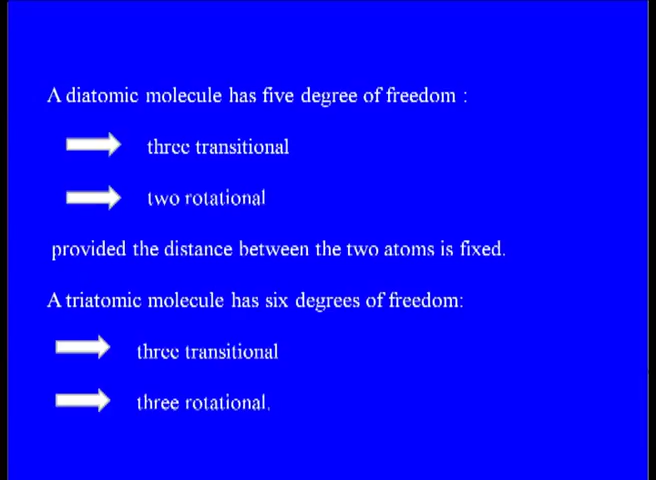 A diatomic molecule has five degree of freedom :
three transitional
two rotational
provided the distance between the two atoms is fixed.
A triatomic molecule has six degrees of freedom:
three transitional
three rotational.